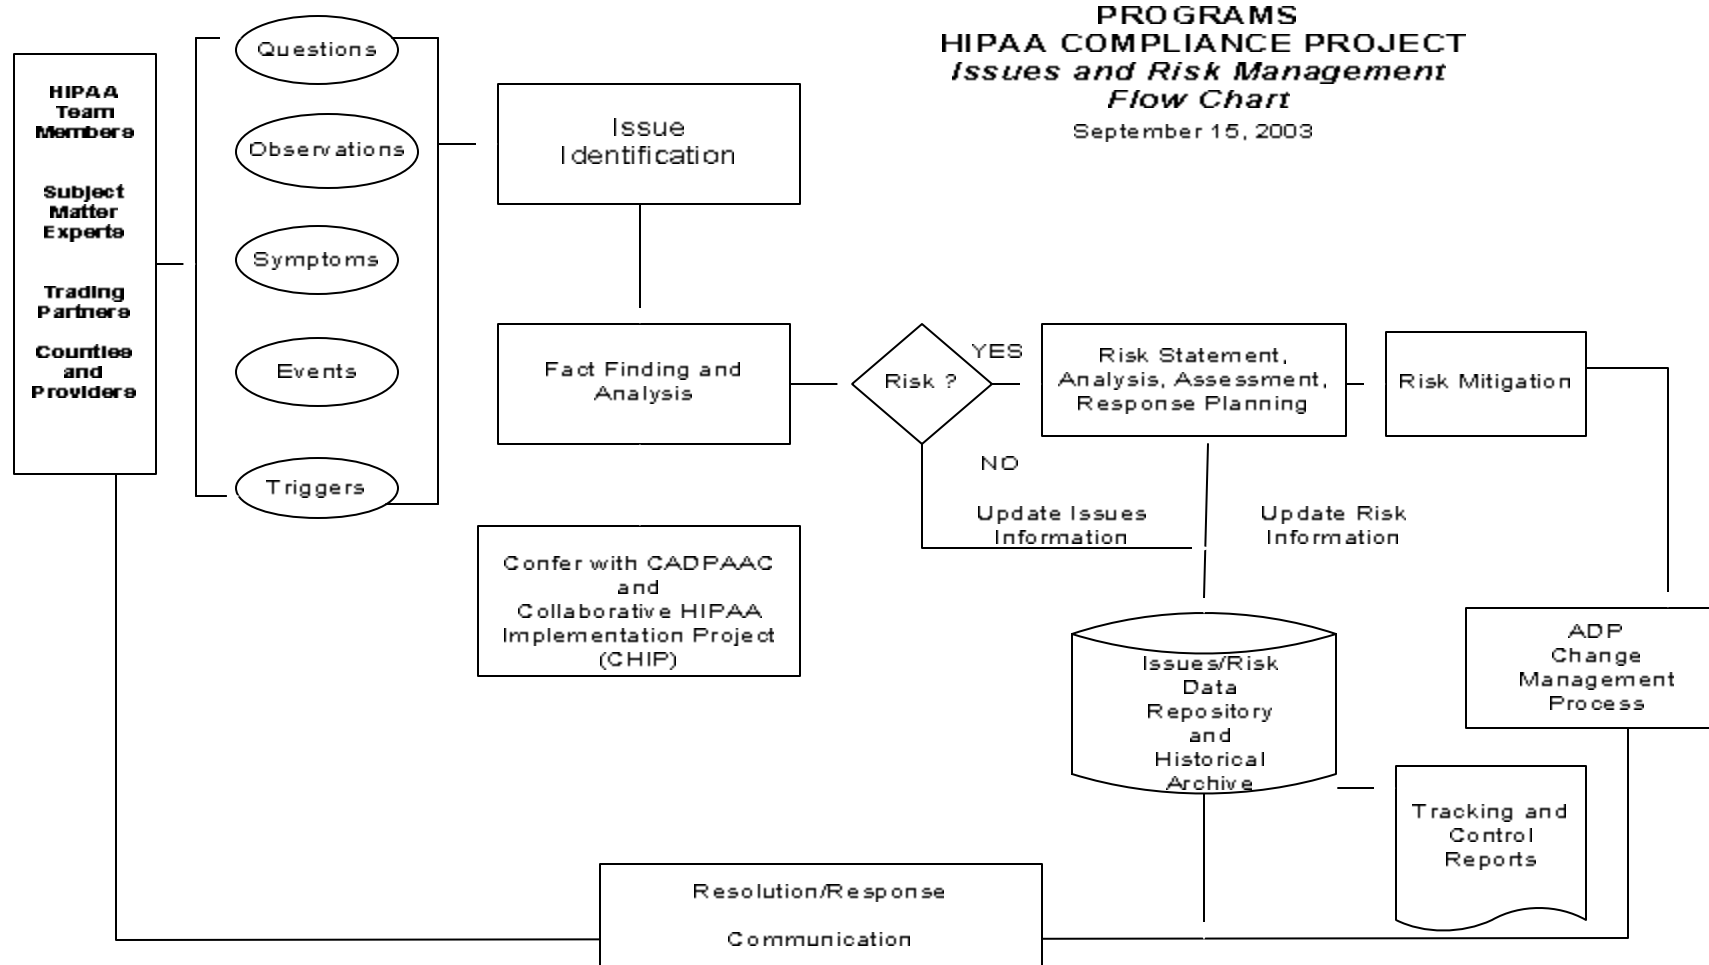 PROGRAMS
HIPAA COMPLIANCE PROJECT
Issues and Risk Management
Flow Chart
September 15, 2003
HIPAA
Team
Members
Subject
Matter
Experts
Trading
Partners
Counties
and
Providers
Questions
Observations
Symptoms
Events
Triggers
Issue
Identification
Fact Finding and
Analysis
Confer with CADPAAC
and
Collaborative HIPAA
Implementation Project
(CHIP)
Risk ?
YES
NO
Update Issues
Information
Risk Statement,
Analysis, Assessment,
Response Planning
Update Risk
Information
Risk Mitigation
Issues/Risk
Data
Repository
and
Historical
Archive
ADP
Change
Management
Process
Tracking and
Control
Reports
Resolution/Response
Communication